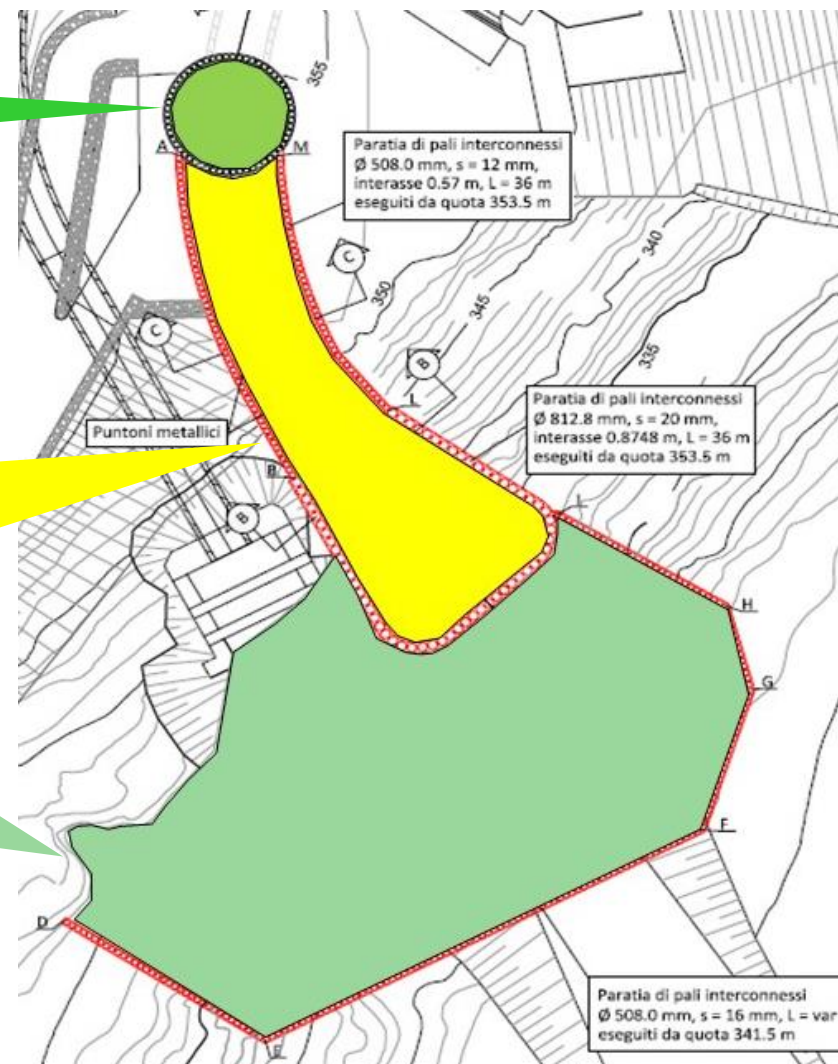 355
A
M
Paratia di pali interconnessi
Ø 508.0 mm, s = 12 mm,
interasse 0.57 m, L = 36 m
eseguiti da quota 353.5 m
340
C
350
345
335
C
B
L
Paratia di pali interconnessi
Ø 812.8 mm, s = 20 mm,
interasse 0.8748 m, L = 36 m
eseguiti da quota 353.5 m
Puntoni metallici
B
B
I
H
G
F
D
Paratia di pali interconnessi
Ø 508.0 mm, s = 16 mm, L = var
eseguiti da quota 341.5 m
E